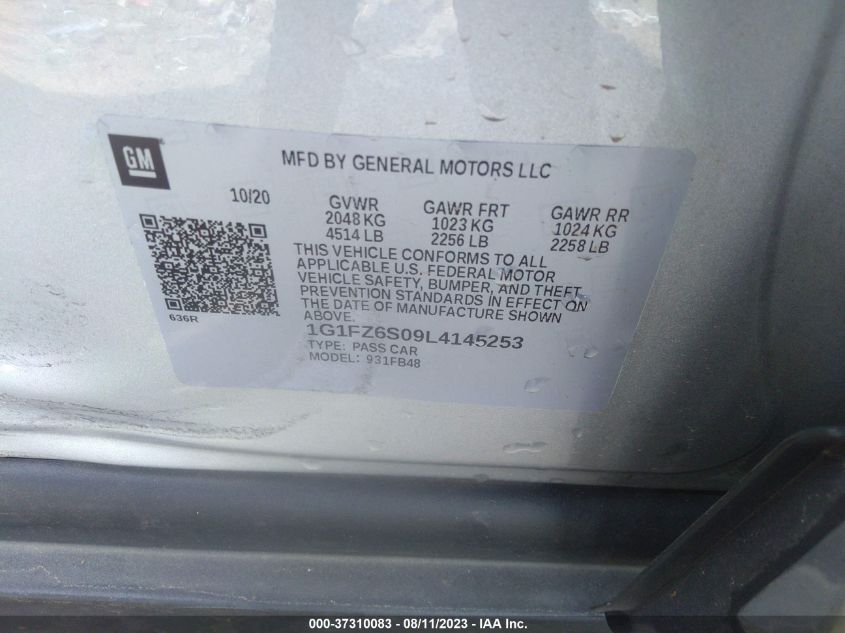 GM
MFD BY GENERAL MOTORS LLC
10/20
GVWR
2048 KG
4514 LB
GAWR FRT
1023 KG
2256 LB
GAWR RR
1024 KG
2258 LB
THIS VEHICLE CONFORMS TO ALL
APPLICABLE U.S. FEDERAL MOTOR
VEHICLE SAFETY, BUMPER, AND THEFT
PREVENTION STANDARDS IN EFFECT ON
THE DATE OF MANUFACTURE SHOWN
ABOVE.
636R
1G1FZ6S09L4145253
TYPE: PASS CAR
MODEL: 931FB48
000-37310083 - 08/11/2023 - IAA Inc.